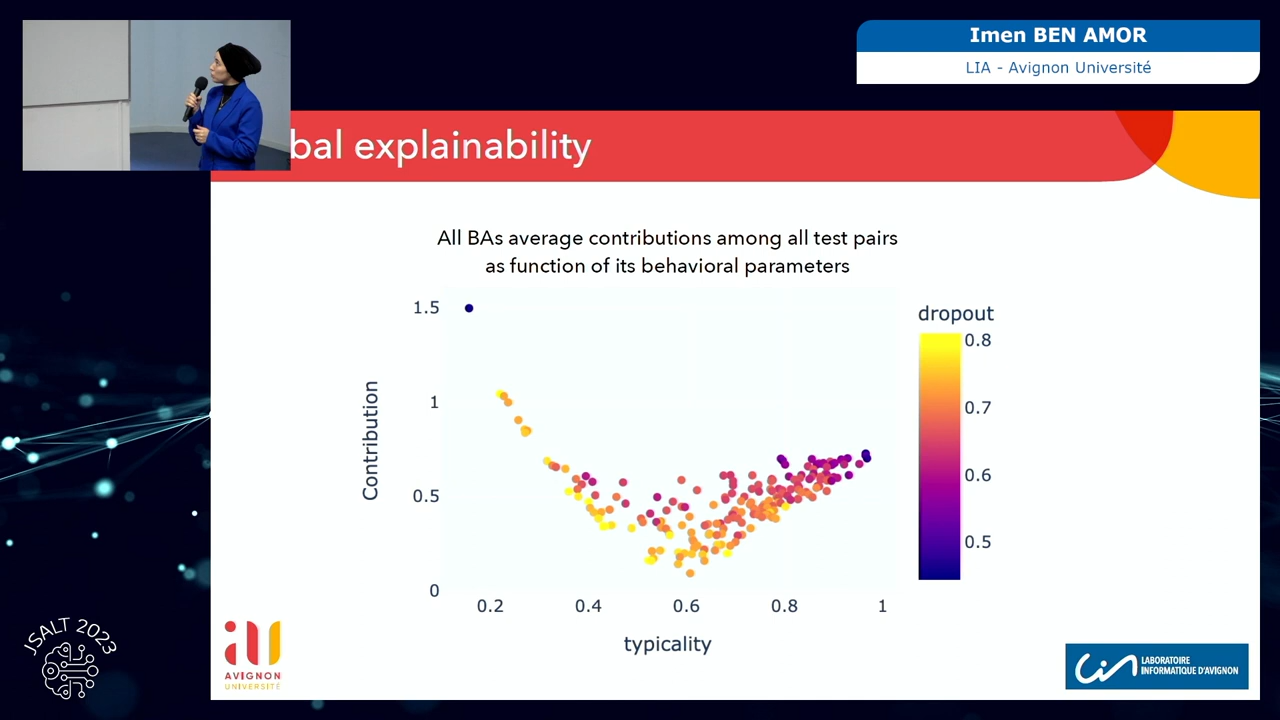 Imen BEN AMOR
LIA - Avignon Université
bal explainability
All BAs average contributions among all test pairs
as function of its behavioral parameters
Contribution
1.5
1
0.5
0
0.2
0.4
0.6
0.8
1
typicality
dropout
0.8
0.7
0.6
0.5
JSALT 2023
au
AVIGNON
UNIVERSITÉ
LABORATOIRE
INFORMATIQUE D'AVIGNON